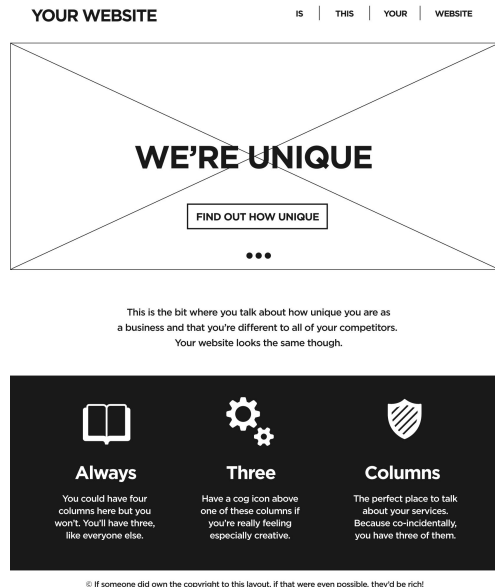 YOUR WEBSITE
IS THIS YOUR WEBSITE
WE’RE UNIQUE
FIND OUT HOW UNIQUE
This is the bit where you talk about how unique you are as
a business and that you’re different to all of your competitors.
Your website looks the same though.
Always
You could have four
columns here but you
won’t. You’ll have three,
like everyone else.
Three
Have a cog icon above
one of these columns if
you’re really feeling
especially creative.
Columns
The perfect place to talk
about your services.
Because co-incidentally,
you have three of them.
© If someone did own the copyright to this layout, if that were even possible, they’d be rich!